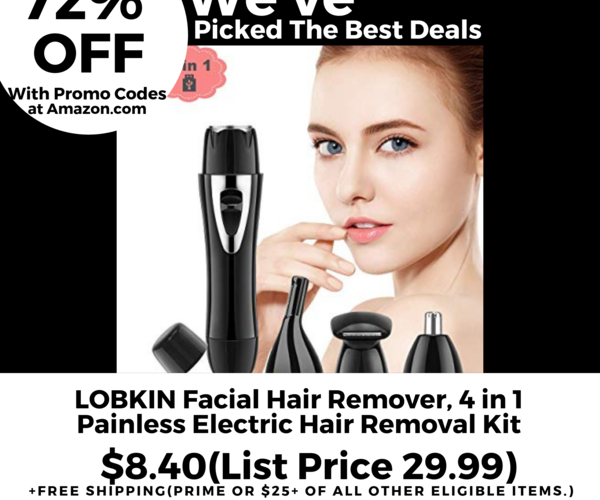 72%
OFF
With Promo Codes
at Amazon.com
We've
Picked The Best Deals
in 1
LOBKIN Facial Hair Remover, 4 in 1
Painless Electric Hair Removal Kit
$8.40(List Price 29.99)
+FREE SHIPPING(PRIME OR $25+ OF ALL OTHER ELIGIBLE ITEMS.)